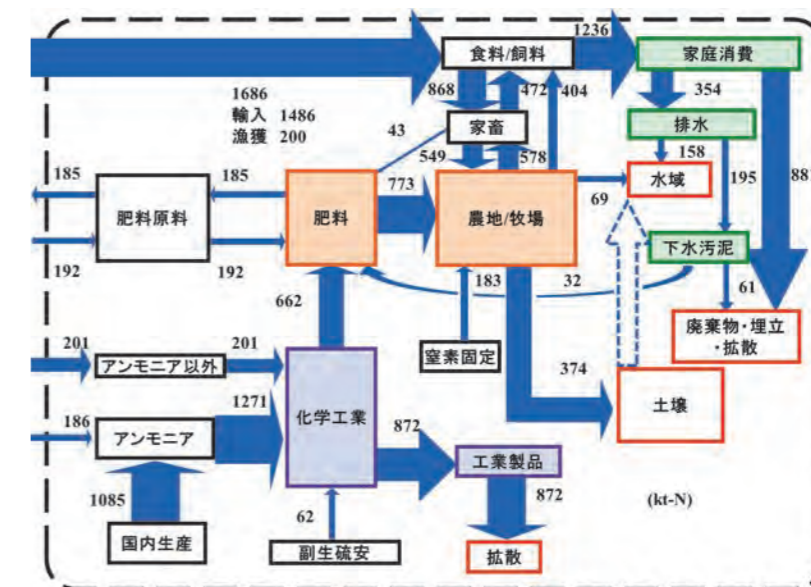 1236
食料/飼料
家庭消費
1686
輸入 1486
漁獲 200
868
472
404
354
43
家畜
排水
549
578
158
185
185
773
水域
195
881
肥料原料
肥料
農地/牧場
69
下水汚泥
192
192
183
32
61
662
廃棄物・埋立
・拡散
窒素固定
201
201
374
アンモニア以外
土壌
186
1271
化学工業
872
アンモニア
工業製品
1085
872
(kt-N)
62
国内生産
副生硫安
拡散